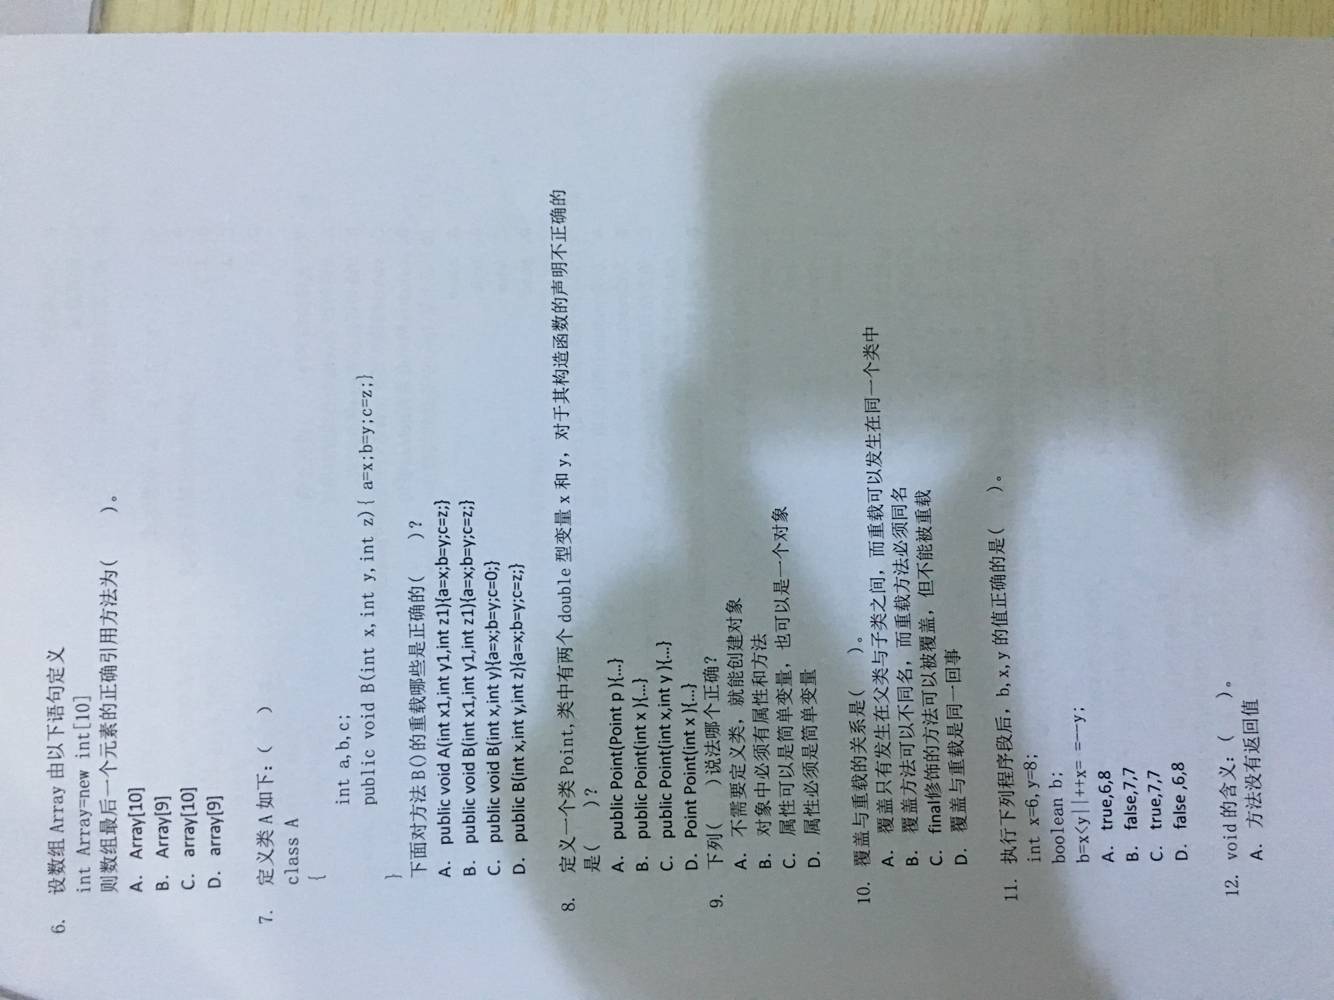 6. 设数组 Array 由以下语句定义
int Array=new int[10]
则数组最后一个元素的正确引用方法为( )。
A. Array[10]
B. Array[9]
C. array[10]
D. array[9]
7. 定义类 A 如下：( )
class A
{
int a,b,c;
public void B(int x,int y,int z){ a=x;b=y;c=z;}
}
下面对方法 B()的重载哪些是正确的( )？
A. public void A(int x1,int y1,int z1){a=x;b=y;c=z;}
B. public void B(int x1,int y1,int z1){a=x;b=y;c=z;}
C. public void B(int x,int y){a=x;b=y;c=0;}
D. public B(int x,int y,int z){a=x;b=y;c=z;}
8. 定义一个类 Point,类中有两个 double 型变量 x 和 y，对于其构造函数的声明不正确的
是( )？
A. public Point(Point p ){…}
B. public Point(int x ){…}
C. public Point(int x,int y ){…}
D. Point Point(int x ){…}
9. 下列( )说法哪个正确？
A. 不需要定义类，就能创建对象
B. 对象中必须有属性和方法
C. 属性可以是简单变量，也可以是一个对象
D. 属性必须是简单变量
10. 覆盖与重载的关系是( )。
A. 覆盖只有发生在父类与子类之间，而重载可以发生在同一个类中
B. 覆盖方法可以不同名，而重载方法必须同名
C. final修饰的方法可以被覆盖，但不能被重载
D. 覆盖与重载是同一回事
11. 执行下列程序段后，b,x,y 的值正确的是( )。
int x=6,y=8;
boolean b;
b=x<y||++x= =--y;
A. true,6,8
B. false,7,7
C. true,7,7
D. false ,6,8
12. void 的含义：( )。
A. 方法没有返回值